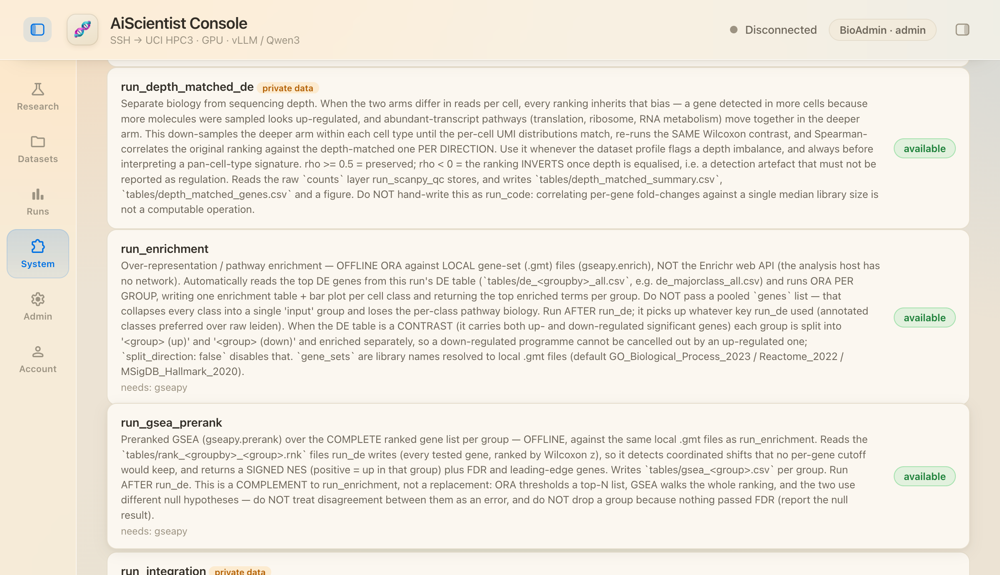 AiScientist Console
SSH → UCI HPC3 · GPU · vLLM / Qwen3
Disconnected
BioAdmin · admin
Research
Datasets
Runs
System
Admin
Account
run_depth_matched_de private data
Separate biology from sequencing depth. When the two arms differ in reads per cell, every ranking inherits that bias — a gene detected in more cells because
more molecules were sampled looks up-regulated, and abundant-transcript pathways (translation, ribosome, RNA metabolism) move together in the deeper
arm. This down-samples the deeper arm within each cell type until the per-cell UMI distributions match, re-runs the SAME Wilcoxon contrast, and Spearman-
correlates the original ranking against the depth-matched one PER DIRECTION. Use it whenever the dataset profile flags a depth imbalance, and always before
interpreting a pan-cell-type signature. rho >= 0.5 = preserved; rho < 0 = the ranking INVERTS once depth is equalised, i.e. a detection artefact that must not be
reported as regulation. Reads the raw `counts` layer run_scanpy_qc stores, and writes `tables/depth_matched_summary.csv`,
`tables/depth_matched_genes.csv` and a figure. Do NOT hand-write this as run_code: correlating per-gene fold-changes against a single median library size is
not a computable operation.
available
run_enrichment
Over-representation / pathway enrichment — OFFLINE ORA against LOCAL gene-set (.gmt) files (gseapy.enrich), NOT the Enrichr web API (the analysis host has
no network). Automatically reads the top DE genes from this run's DE table (`tables/de_<groupby>_all.csv`, e.g. de_majorclass_all.csv) and runs ORA PER
GROUP, writing one enrichment table + bar plot per cell class and returning the top enriched terms per group. Do NOT pass a pooled `genes` list — that
collapses every class into a single 'input' group and loses the per-class pathway biology. Run AFTER run_de; it picks up whatever key run_de used (annotated
classes preferred over raw leiden). When the DE table is a CONTRAST (it carries both up- and down-regulated significant genes) each group is split into
'<group> (up)' and '<group> (down)' and enriched separately, so a down-regulated programme cannot be cancelled out by an up-regulated one;
`split_direction: false` disables that. `gene_sets` are library names resolved to local .gmt files (default GO_Biological_Process_2023 / Reactome_2022 /
MSigDB_Hallmark_2020).
needs: gseapy
available
run_gsea_prerank
Preranked GSEA (gseapy.prerank) over the COMPLETE ranked gene list per group — OFFLINE, against the same local .gmt files as run_enrichment. Reads the
`tables/rank_<groupby>_<group>.rnk` files run_de writes (every tested gene, ranked by Wilcoxon z), so it detects coordinated shifts that no per-gene cutoff
would keep, and returns a SIGNED NES (positive = up in that group) plus FDR and leading-edge genes. Writes `tables/gsea_<group>.csv` per group. Run
AFTER run_de. This is a COMPLEMENT to run_enrichment, not a replacement: ORA thresholds a top-N list, GSEA walks the whole ranking, and the two use
different null hypotheses — do NOT treat disagreement between them as an error, and do NOT drop a group because nothing passed FDR (report the null
result).
needs: gseapy
available
run_integration private data